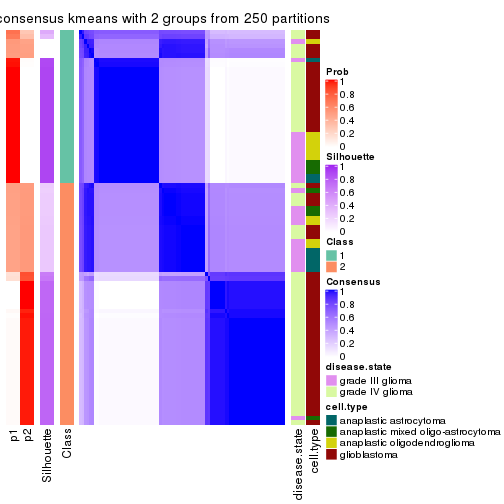 consensus kmeans with 2 groups from 250 partitions
Prob
1
0.8
0.6
0.4
0.2
0
Silhouette
1
0.8
0.6
0.4
0.2
0
Class
1
2
Consensus
1
0.8
0.6
0.4
0.2
0
disease.state
grade III glioma
grade IV glioma
cell.type
anaplastic astrocytoma
anaplastic mixed oligo-astrocytoma
anaplastic oligodendroglioma
glioblastoma
p1
p2
Silhouette
Class
disease.state
cell.type